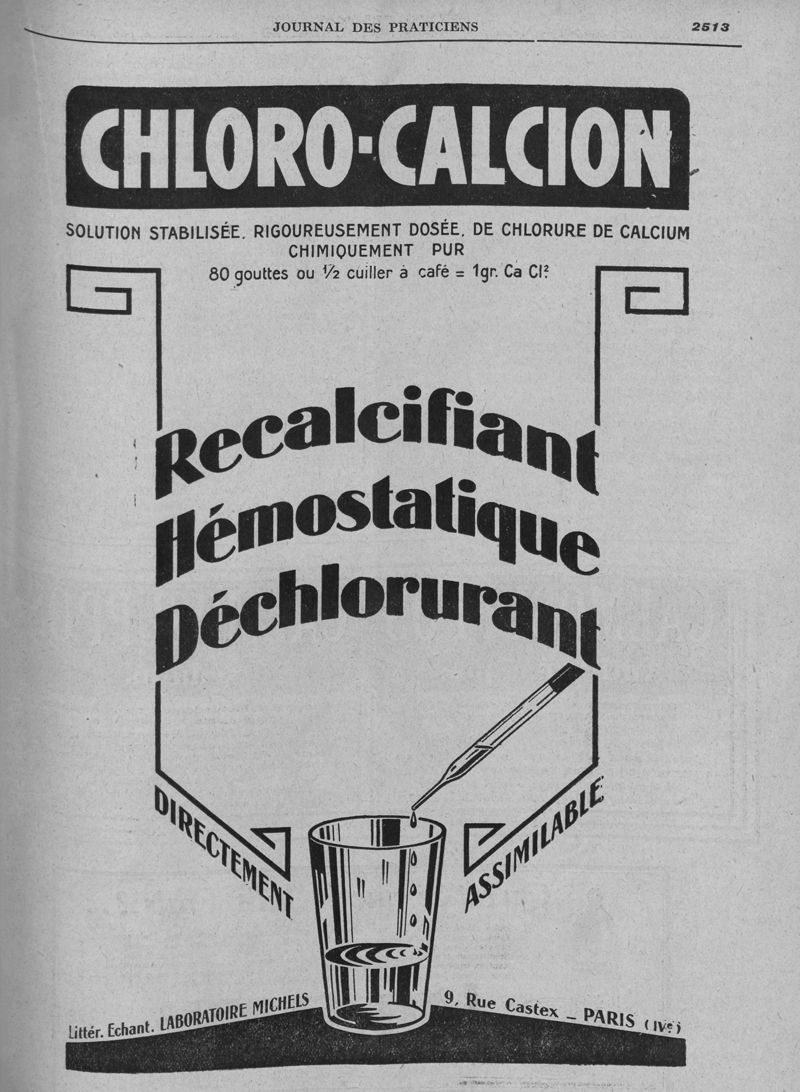 JOURNAL DES PRATICIENS 2513
CHLORO-CALCION
SOLUTION STABILISÉE, RIGOUREUSEMENT DOSÉE, DE CHLORURE DE CALCIUM
CHIMIQUEMENT PUR
80 gouttes ou ½ cuiller à café = 1gr. Ca Cl².
Recalcifiant
Hémostatique
Déchlorurant
DIRECTEMENT
ASSIMILABLE
Littér. Echant. LABORATOIRE MICHELS
9, Rue Castex _ PARIS (IVe)